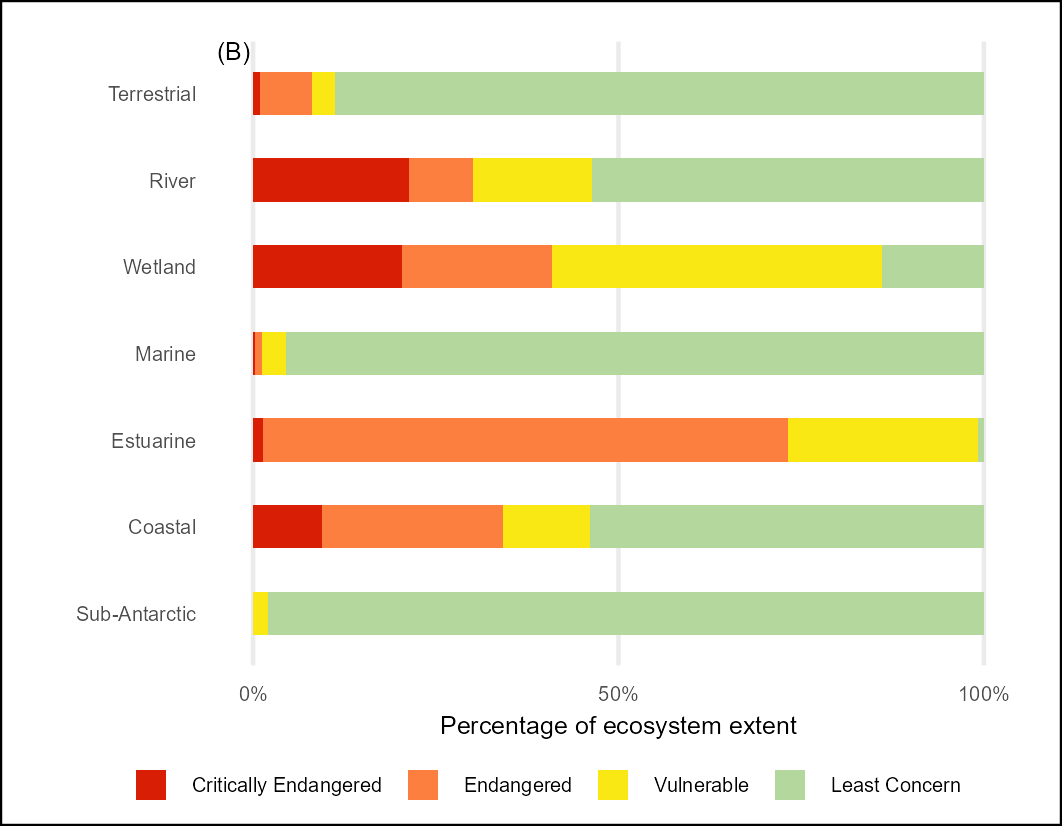 (B)
Terrestrial
River
Wetland
Marine
Estuarine
Coastal
Sub-Antarctic
0% 50% 100%
Percentage of ecosystem extent
Critically Endangered Endangered Vulnerable Least Concern